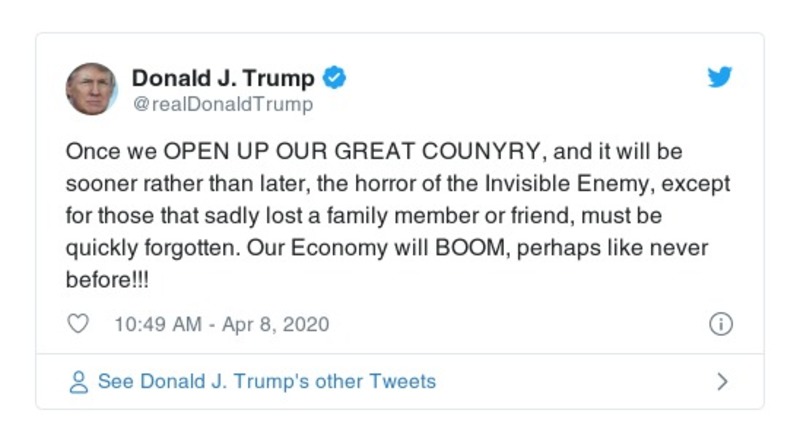 Donald J. Trump
@realDonaldTrump
Once we OPEN UP OUR GREAT COUNYRY, and it will be
sooner rather than later, the horror of the Invisible Enemy, except
for those that sadly lost a family member or friend, must be
quickly forgotten. Our Economy will BOOM, perhaps like never
before!!!
10:49 AM - Apr 8, 2020
See Donald J. Trump's other Tweets